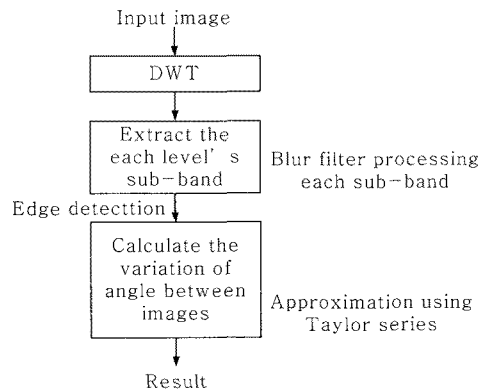 Input image
DWT
Extract the
each level's
sub-band
Blur filter processing
each sub-band
Edge detecttion
Calculate the
variation of
angle between
images
Approximation using
Taylor series
Result